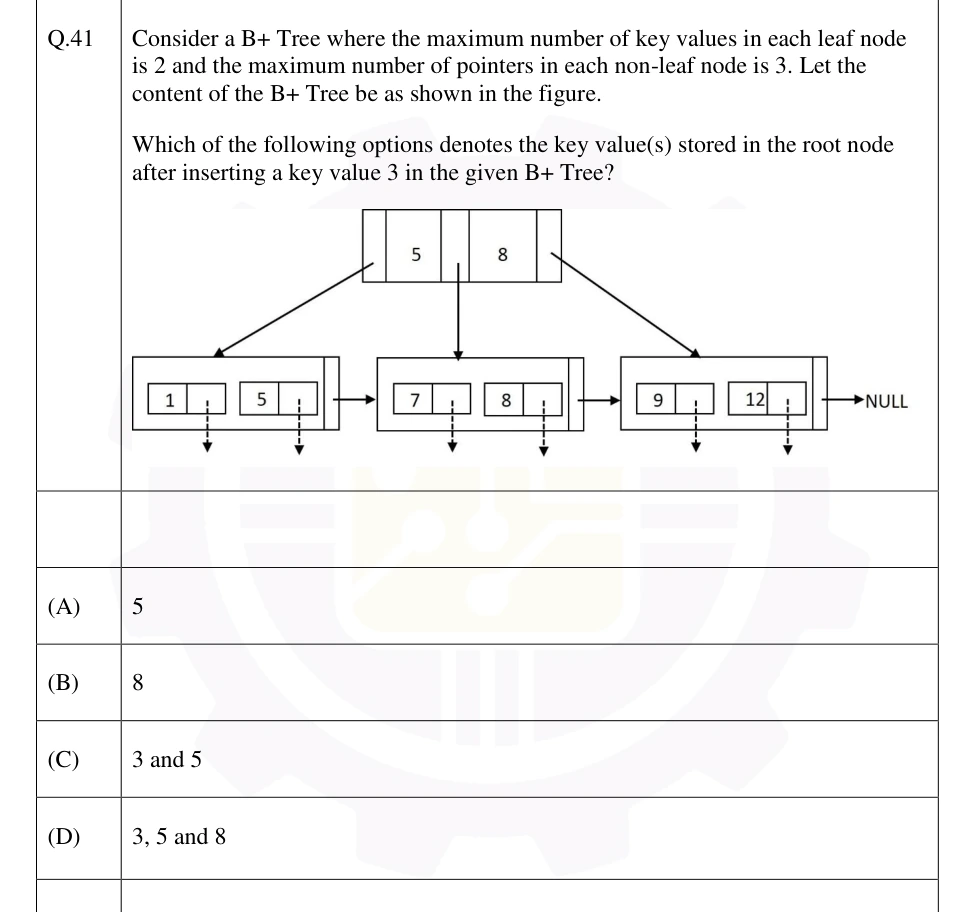 Q.41
Consider a B+ Tree where the maximum number of key values in each leaf node
is 2 and the maximum number of pointers in each non-leaf node is 3. Let the
content of the B+ Tree be as shown in the figure.
Which of the following options denotes the key value(s) stored in the root node
after inserting a key value 3 in the given B+ Tree?
5 8
1 5 7 8 9 12 NULL
(A) 5
(B) 8
(C) 3 and 5
(D) 3, 5 and 8